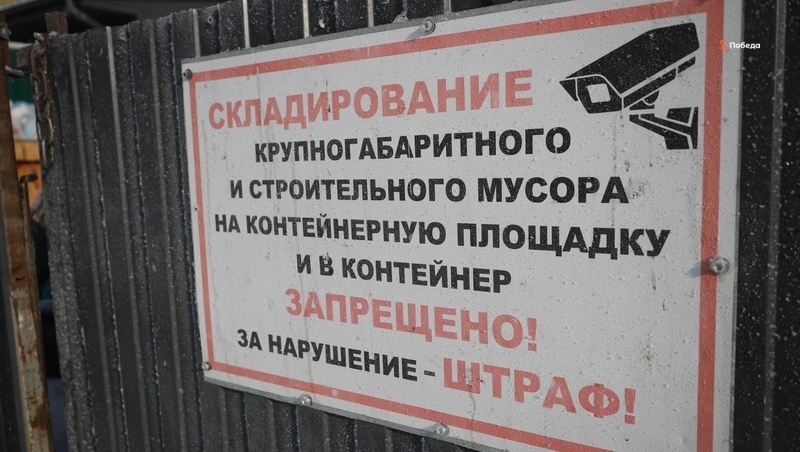 Победа
СКЛАДИРОВАНИЕ
КРУПНОГАБАРИТНОГО
И СТРОИТЕЛЬНОГО МУСОРА
НА КОНТЕЙНЕРНУЮ ПЛОЩАДКУ
И В КОНТЕЙНЕР
ЗАПРЕЩЕНО!
ЗА НАРУШЕНИЕ - ШТРАФ!